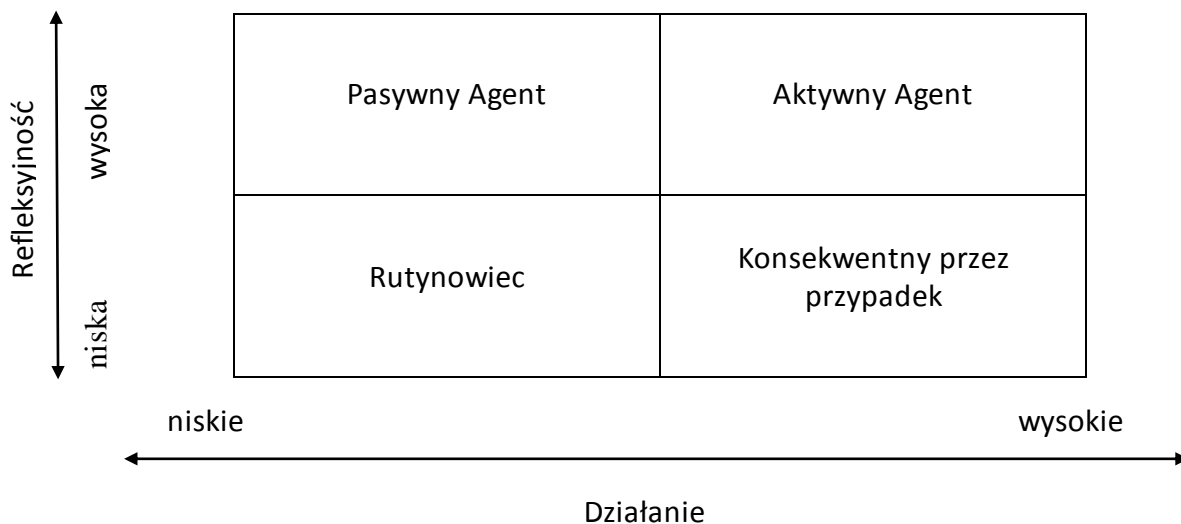 Refleksyjność
wysoka
niska
Pasywny Agent
Aktywny Agent
Rutynowiec
Konsekwentny przez
przypadek
niskie
wysokie
Działanie